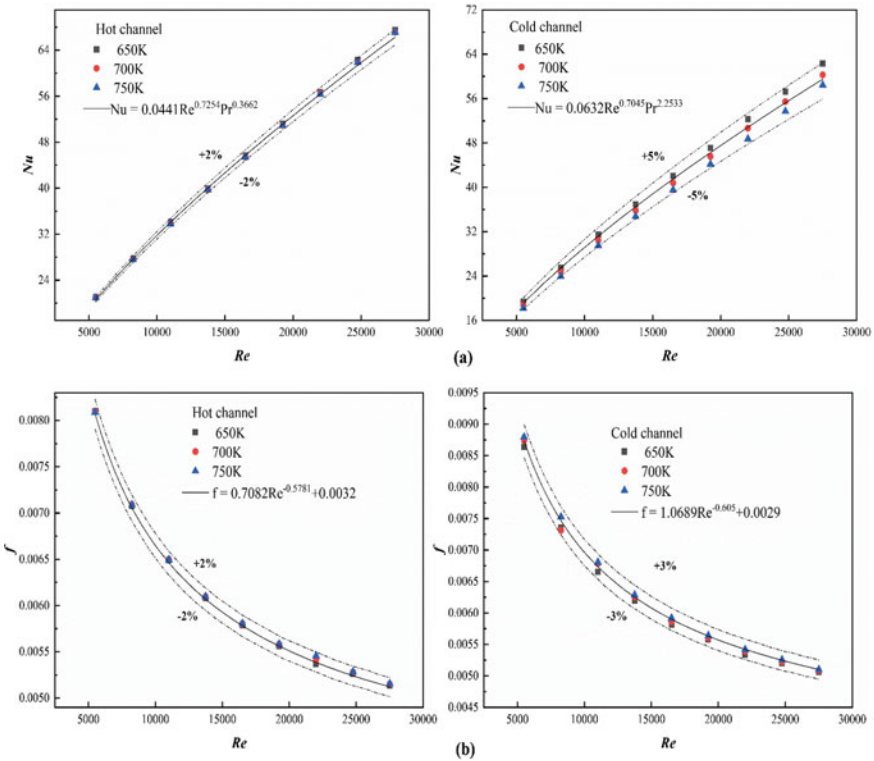 Hot channel
650K
700K
750K
Nu = 0.0441Re^0.7254Pr^0.3662
+2%
-2%
Nu
64
56
48
40
32
24
5000 10000 15000 20000 25000 30000
Re
Cold channel
650K
700K
750K
Nu = 0.0632Re^0.7045Pr^2.2533
+5%
-5%
Nu
64
56
48
40
32
24
16
5000 10000 15000 20000 25000 30000
Re
(a)
Hot channel
650K
700K
750K
f = 0.7082Re^-0.5781+0.0032
+2%
-2%
f
0.0080
0.0075
0.0070
0.0065
0.0060
0.0055
0.0050
5000 10000 15000 20000 25000 30000
Re
0.0095
0.0090
0.0085
0.0080
0.0075
0.0070
0.0065
0.0060
0.0055
0.0050
0.0045
Cold channel
650K
700K
750K
f = 1.0689Re^-0.605+0.0029
+3%
-3%
f
5000 10000 15000 20000 25000 30000
Re
(b)